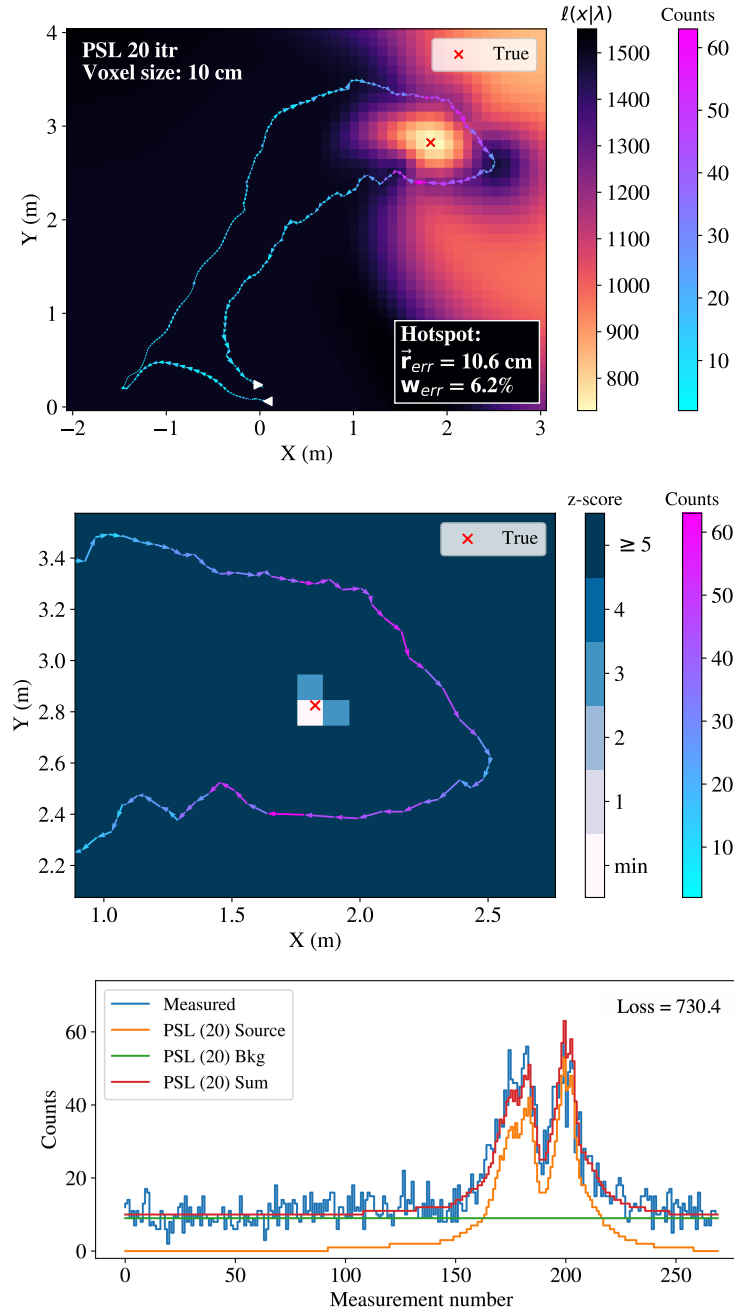 ℓ(x|λ)
Counts
PSL 20 itr
Voxel size: 10 cm
True
4
3
2
1
0
Y (m)
Hotspot:
r⃗err = 10.6 cm
werr = 6.2%
−2
−1
0
1
2
3
X (m)
1500
1400
1300
1200
1100
1000
900
800
60
50
40
30
20
10
z-score
Counts
True
3.4
3.2
3.0
2.8
2.6
2.4
2.2
Y (m)
1.0
1.5
2.0
2.5
X (m)
≥ 5
4
3
2
1
min
60
50
40
30
20
10
Measured
PSL (20) Source
PSL (20) Bkg
PSL (20) Sum
Loss = 730.4
60
40
20
0
Counts
0
50
100
150
200
250
Measurement number